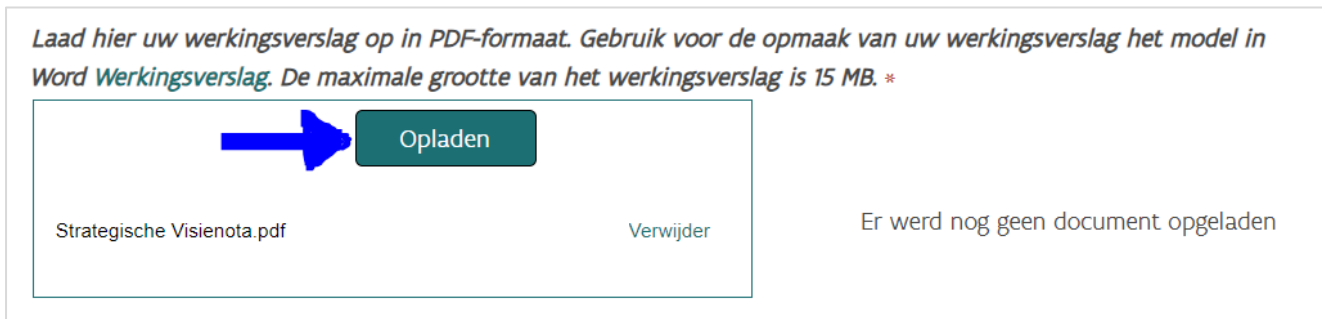 Laad hier uw werkingsverslag op in PDF-formaat. Gebruik voor de opmaak van uw werkingsverslag het model in
Word Werkingsverslag. De maximale grootte van het werkingsverslag is 15 MB. *
Opladen
Strategische Visienota.pdf
Verwijder
Er werd nog geen document opgeladen